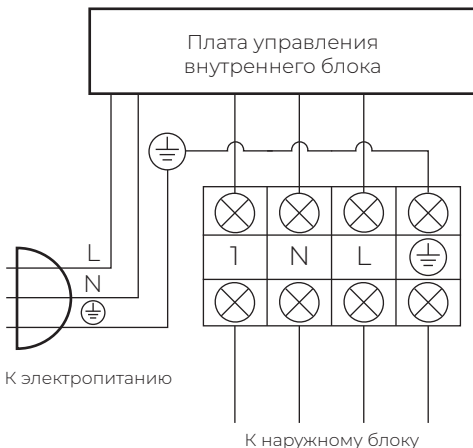 Плата управления
внутреннего блока
L
N
1 N L
К электропитанию
К наружному блоку